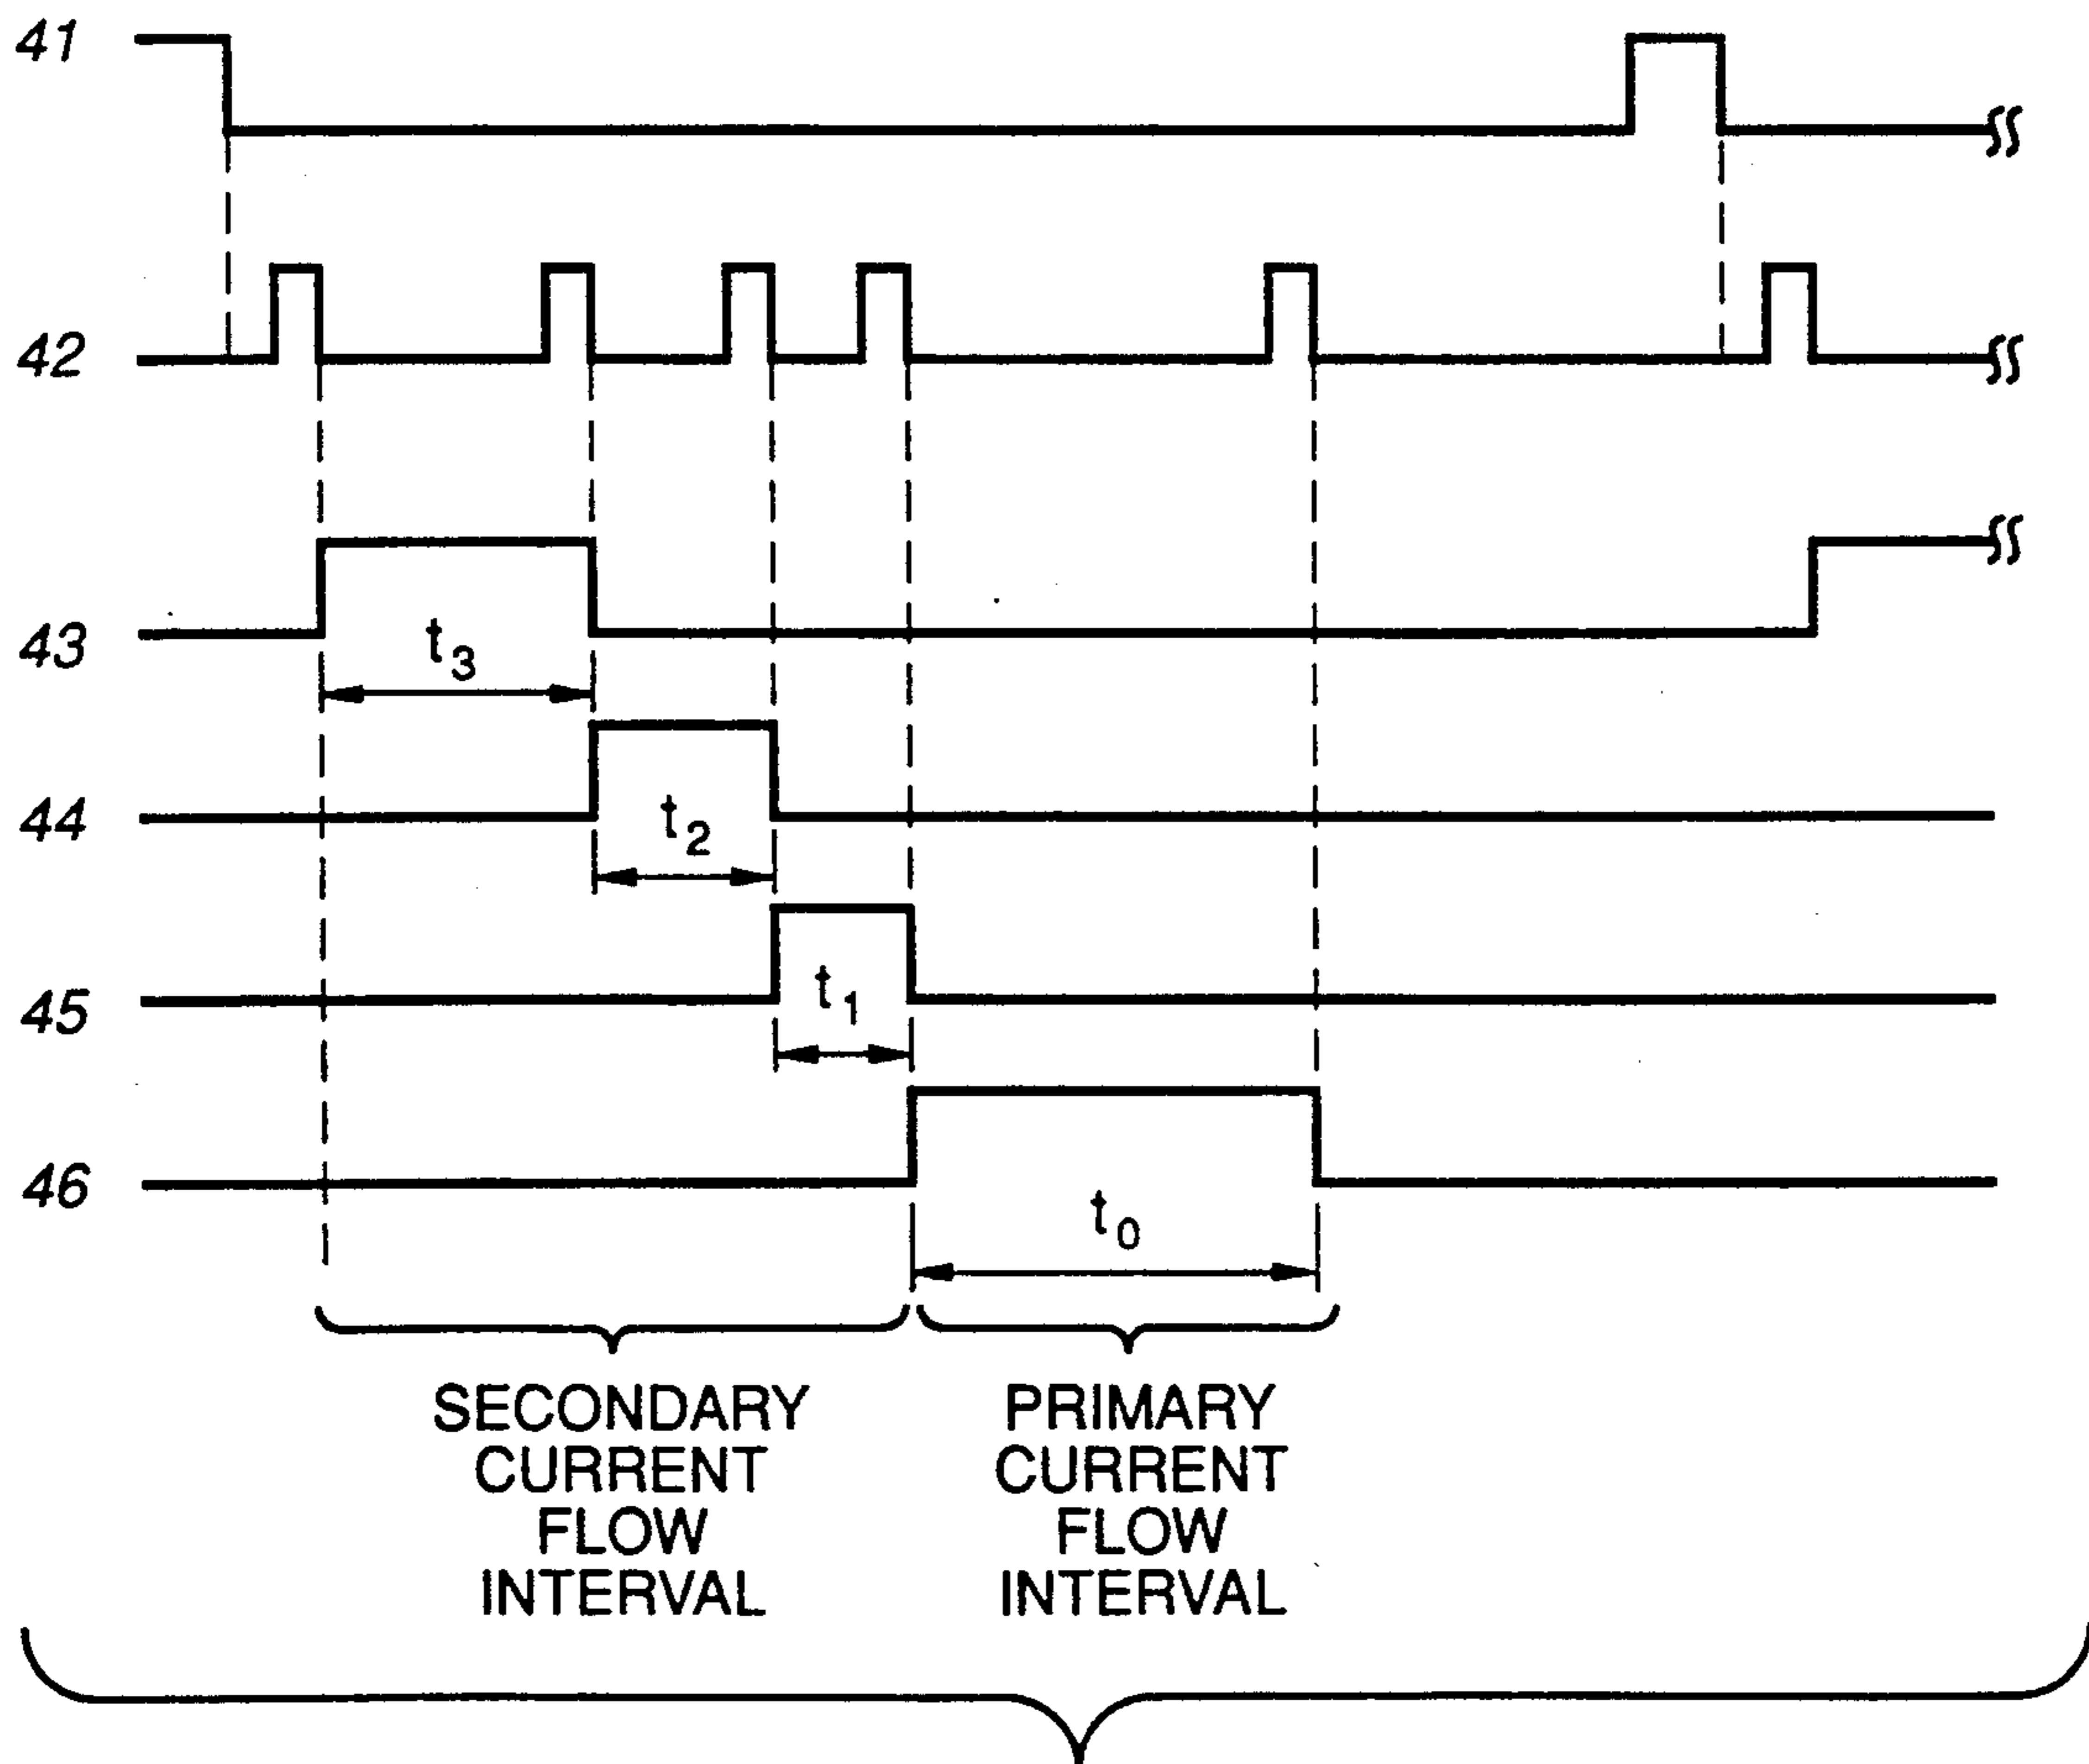 41
42
43
t3
44
t2
45
t1
46
t0
SECONDARY
CURRENT
FLOW
INTERVAL
PRIMARY
CURRENT
FLOW
INTERVAL